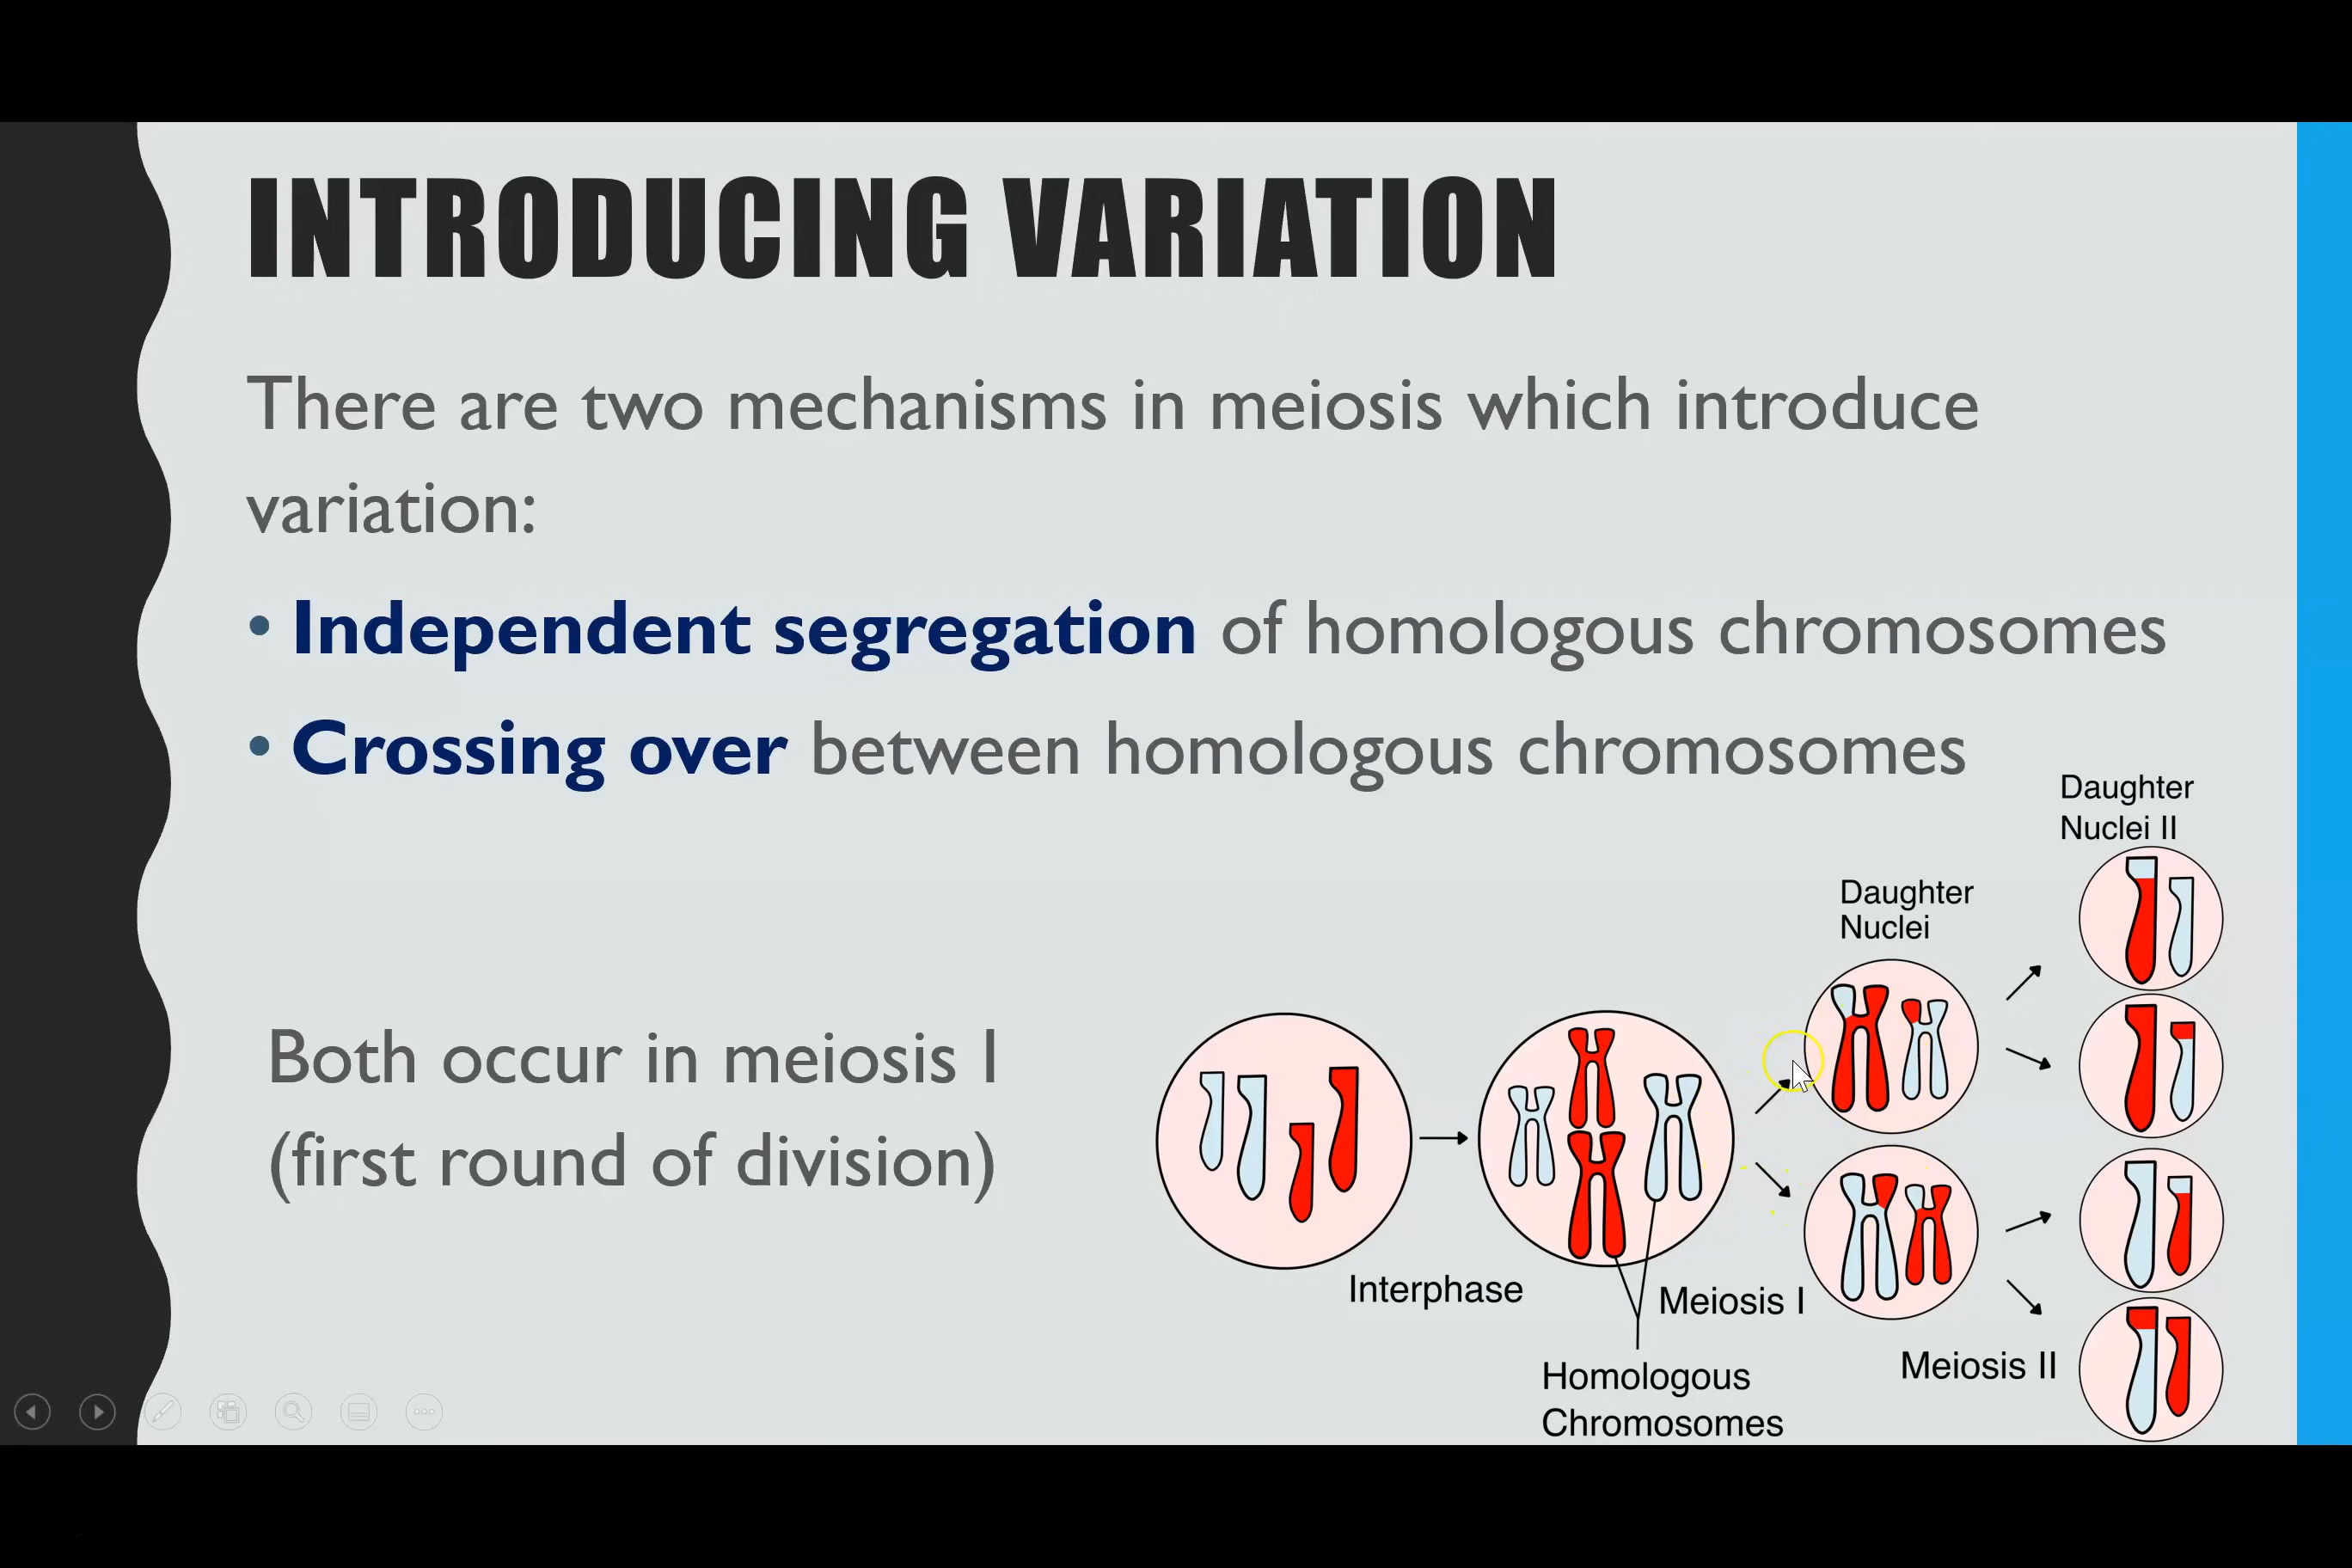 INTRODUCING VARIATION
There are two mechanisms in meiosis which introduce
variation:
• Independent segregation of homologous chromosomes
• Crossing over between homologous chromosomes
Both occur in meiosis I
(first round of division)
Interphase
Homologous
Chromosomes
Meiosis I
Daughter
Nuclei
Meiosis II
Daughter
Nuclei II